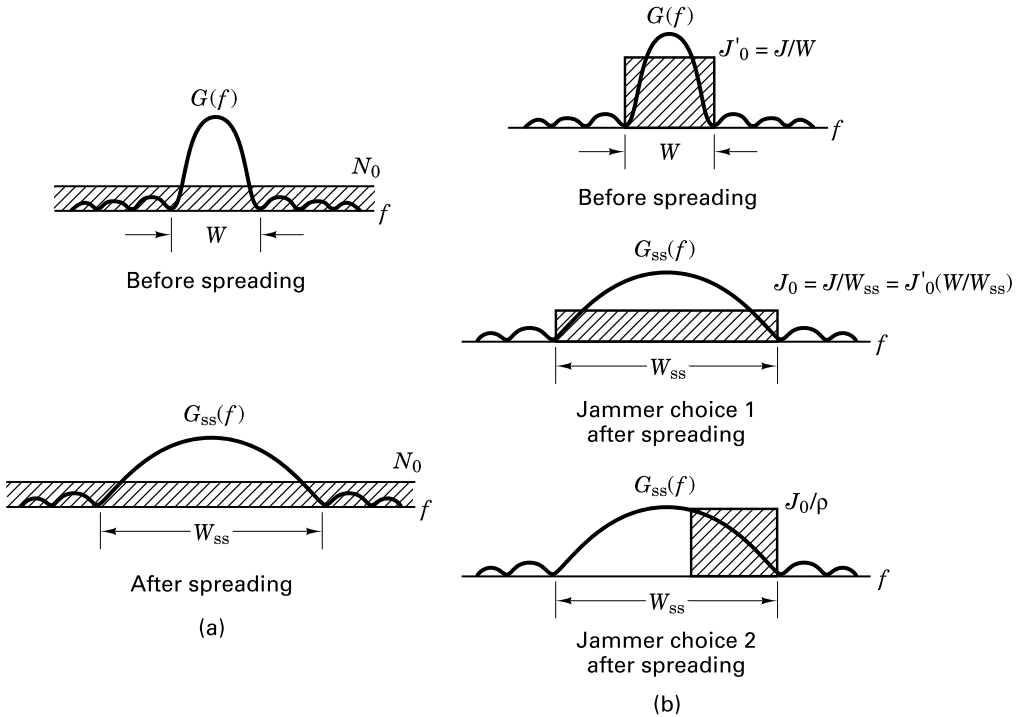 G(f)
N₀
f
W
Before spreading
Gss(f)
N₀
f
Wss
After spreading
(a)
G(f)
J'₀ = J/W
f
W
Before spreading
Gss(f)
J₀ = J/Wss = J'₀(W/Wss)
f
Wss
Jammer choice 1
after spreading
Gss(f)
J₀/ρ
f
Wss
Jammer choice 2
after spreading
(b)